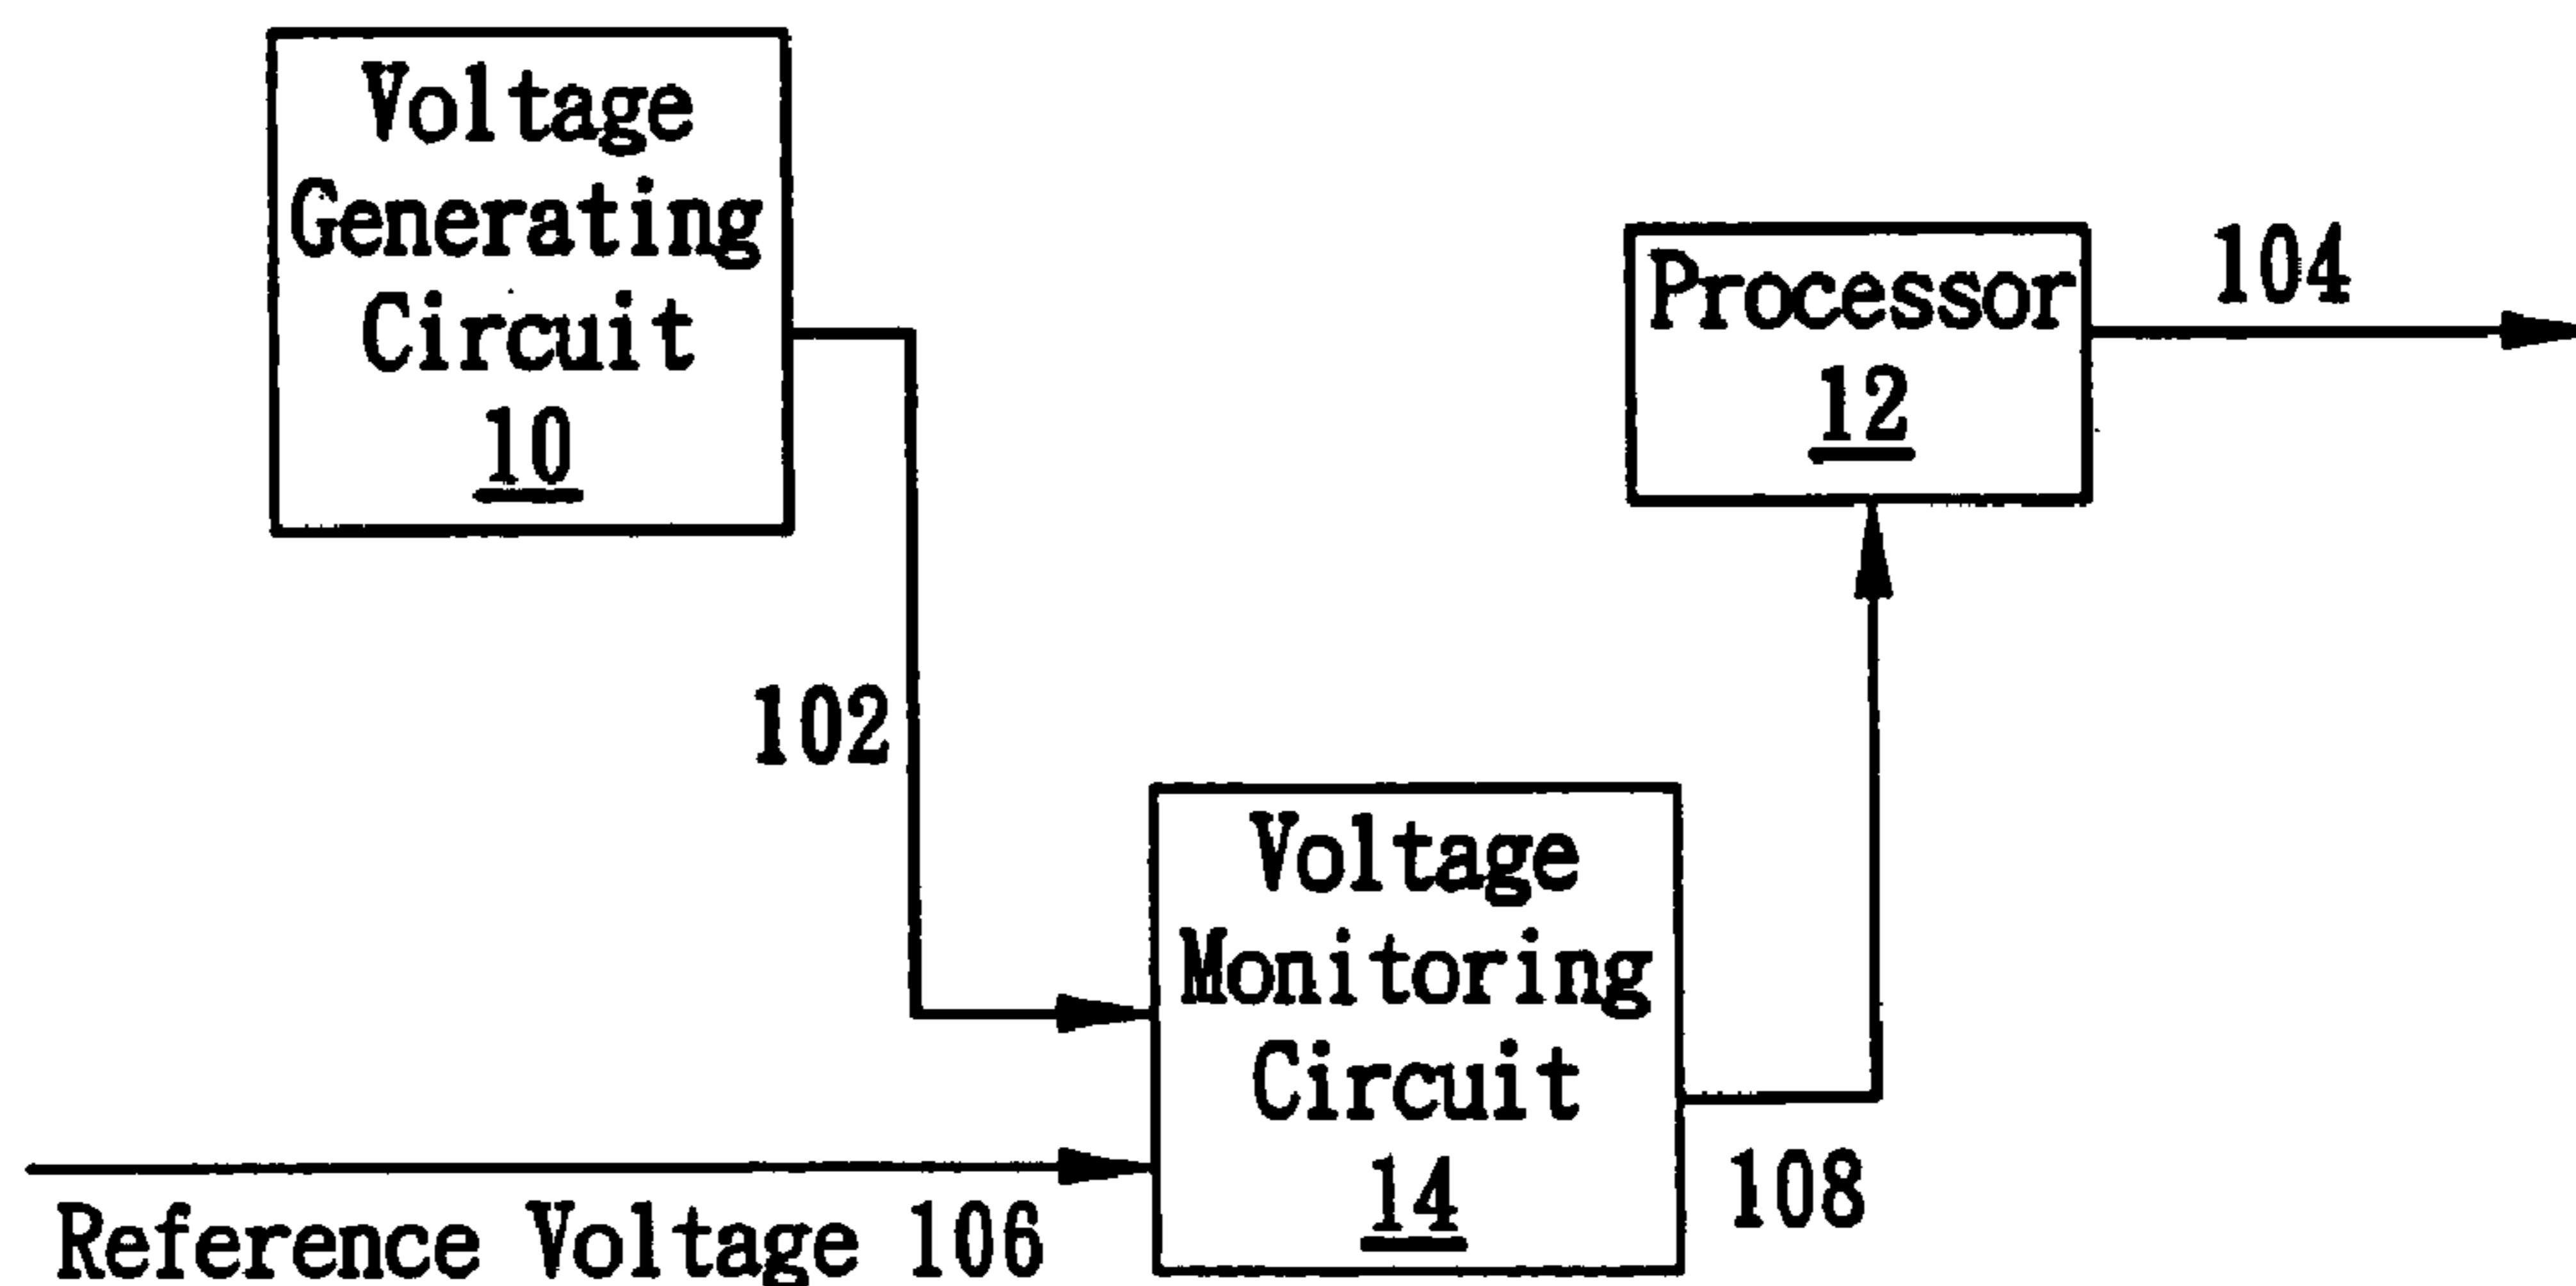 Voltage
Generating
Circuit
10
Processor
12
104
102
Voltage
Monitoring
Circuit
14
108
Reference Voltage 106